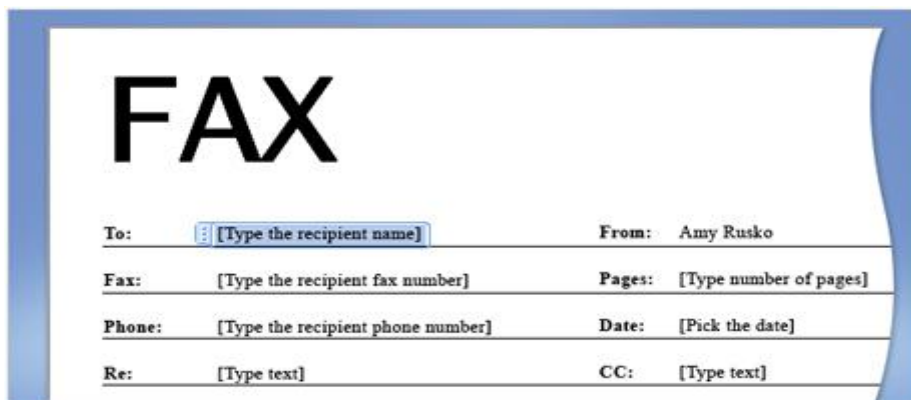 FAX
To: [Type the recipient name] From: Amy Rusko
Fax: [Type the recipient fax number] Pages: [Type number of pages]
Phone: [Type the recipient phone number] Date: [Pick the date]
Re: [Type text] CC: [Type text]